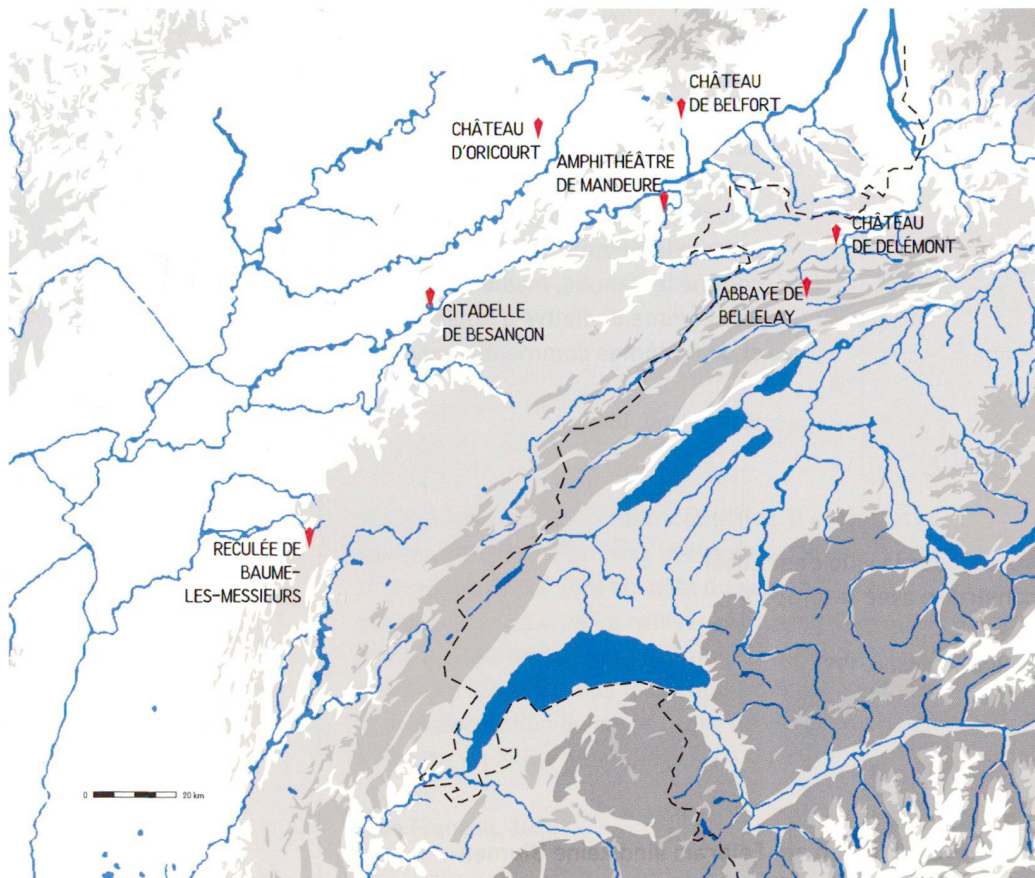 CHÂTEAU
DE BELFORT
CHÂTEAU
D'ORICOURT
AMPHITHÉÂTRE
DE MANDEURE
CHÂTEAU
DE DELÉMONT
ABBAYE DE
BELLELAY
CITADELLE
DE BESANÇON
RECULÉE DE
BAUME-
LES-MESSIEURS
0 20 km